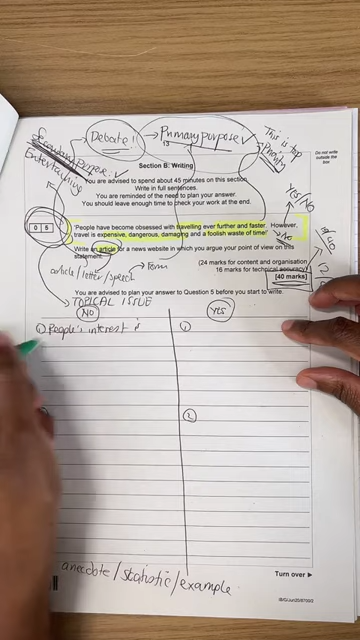 Debate!! → Primary purpose ✓
Secondary purpose ✓
Entertaining
This is top
Priority
Do not write
outside the
box
Section B: Writing
You are advised to spend about 45 minutes on this section.
Write in full sentences.
You are reminded of the need to plan your answer.
You should leave enough time to check your work at the end.
YES/NO
0 5
'People have become obsessed with travelling ever further and faster. However,
travel is expensive, dangerous, damaging and a foolish waste of time!'
Write an article for a news website in which you argue your point of view on this
statement.
article/letter/speech → Form
(24 marks for content and organisation
16 marks for technical accuracy)
[40 marks]
You are advised to plan your answer to Question 5 before you start to write.
→ TOPICAL ISSUE
NO
YES
① People's interest
①
②
anecdote/statistic/example
Turn over ►
IB/G/Jun25/8700/2